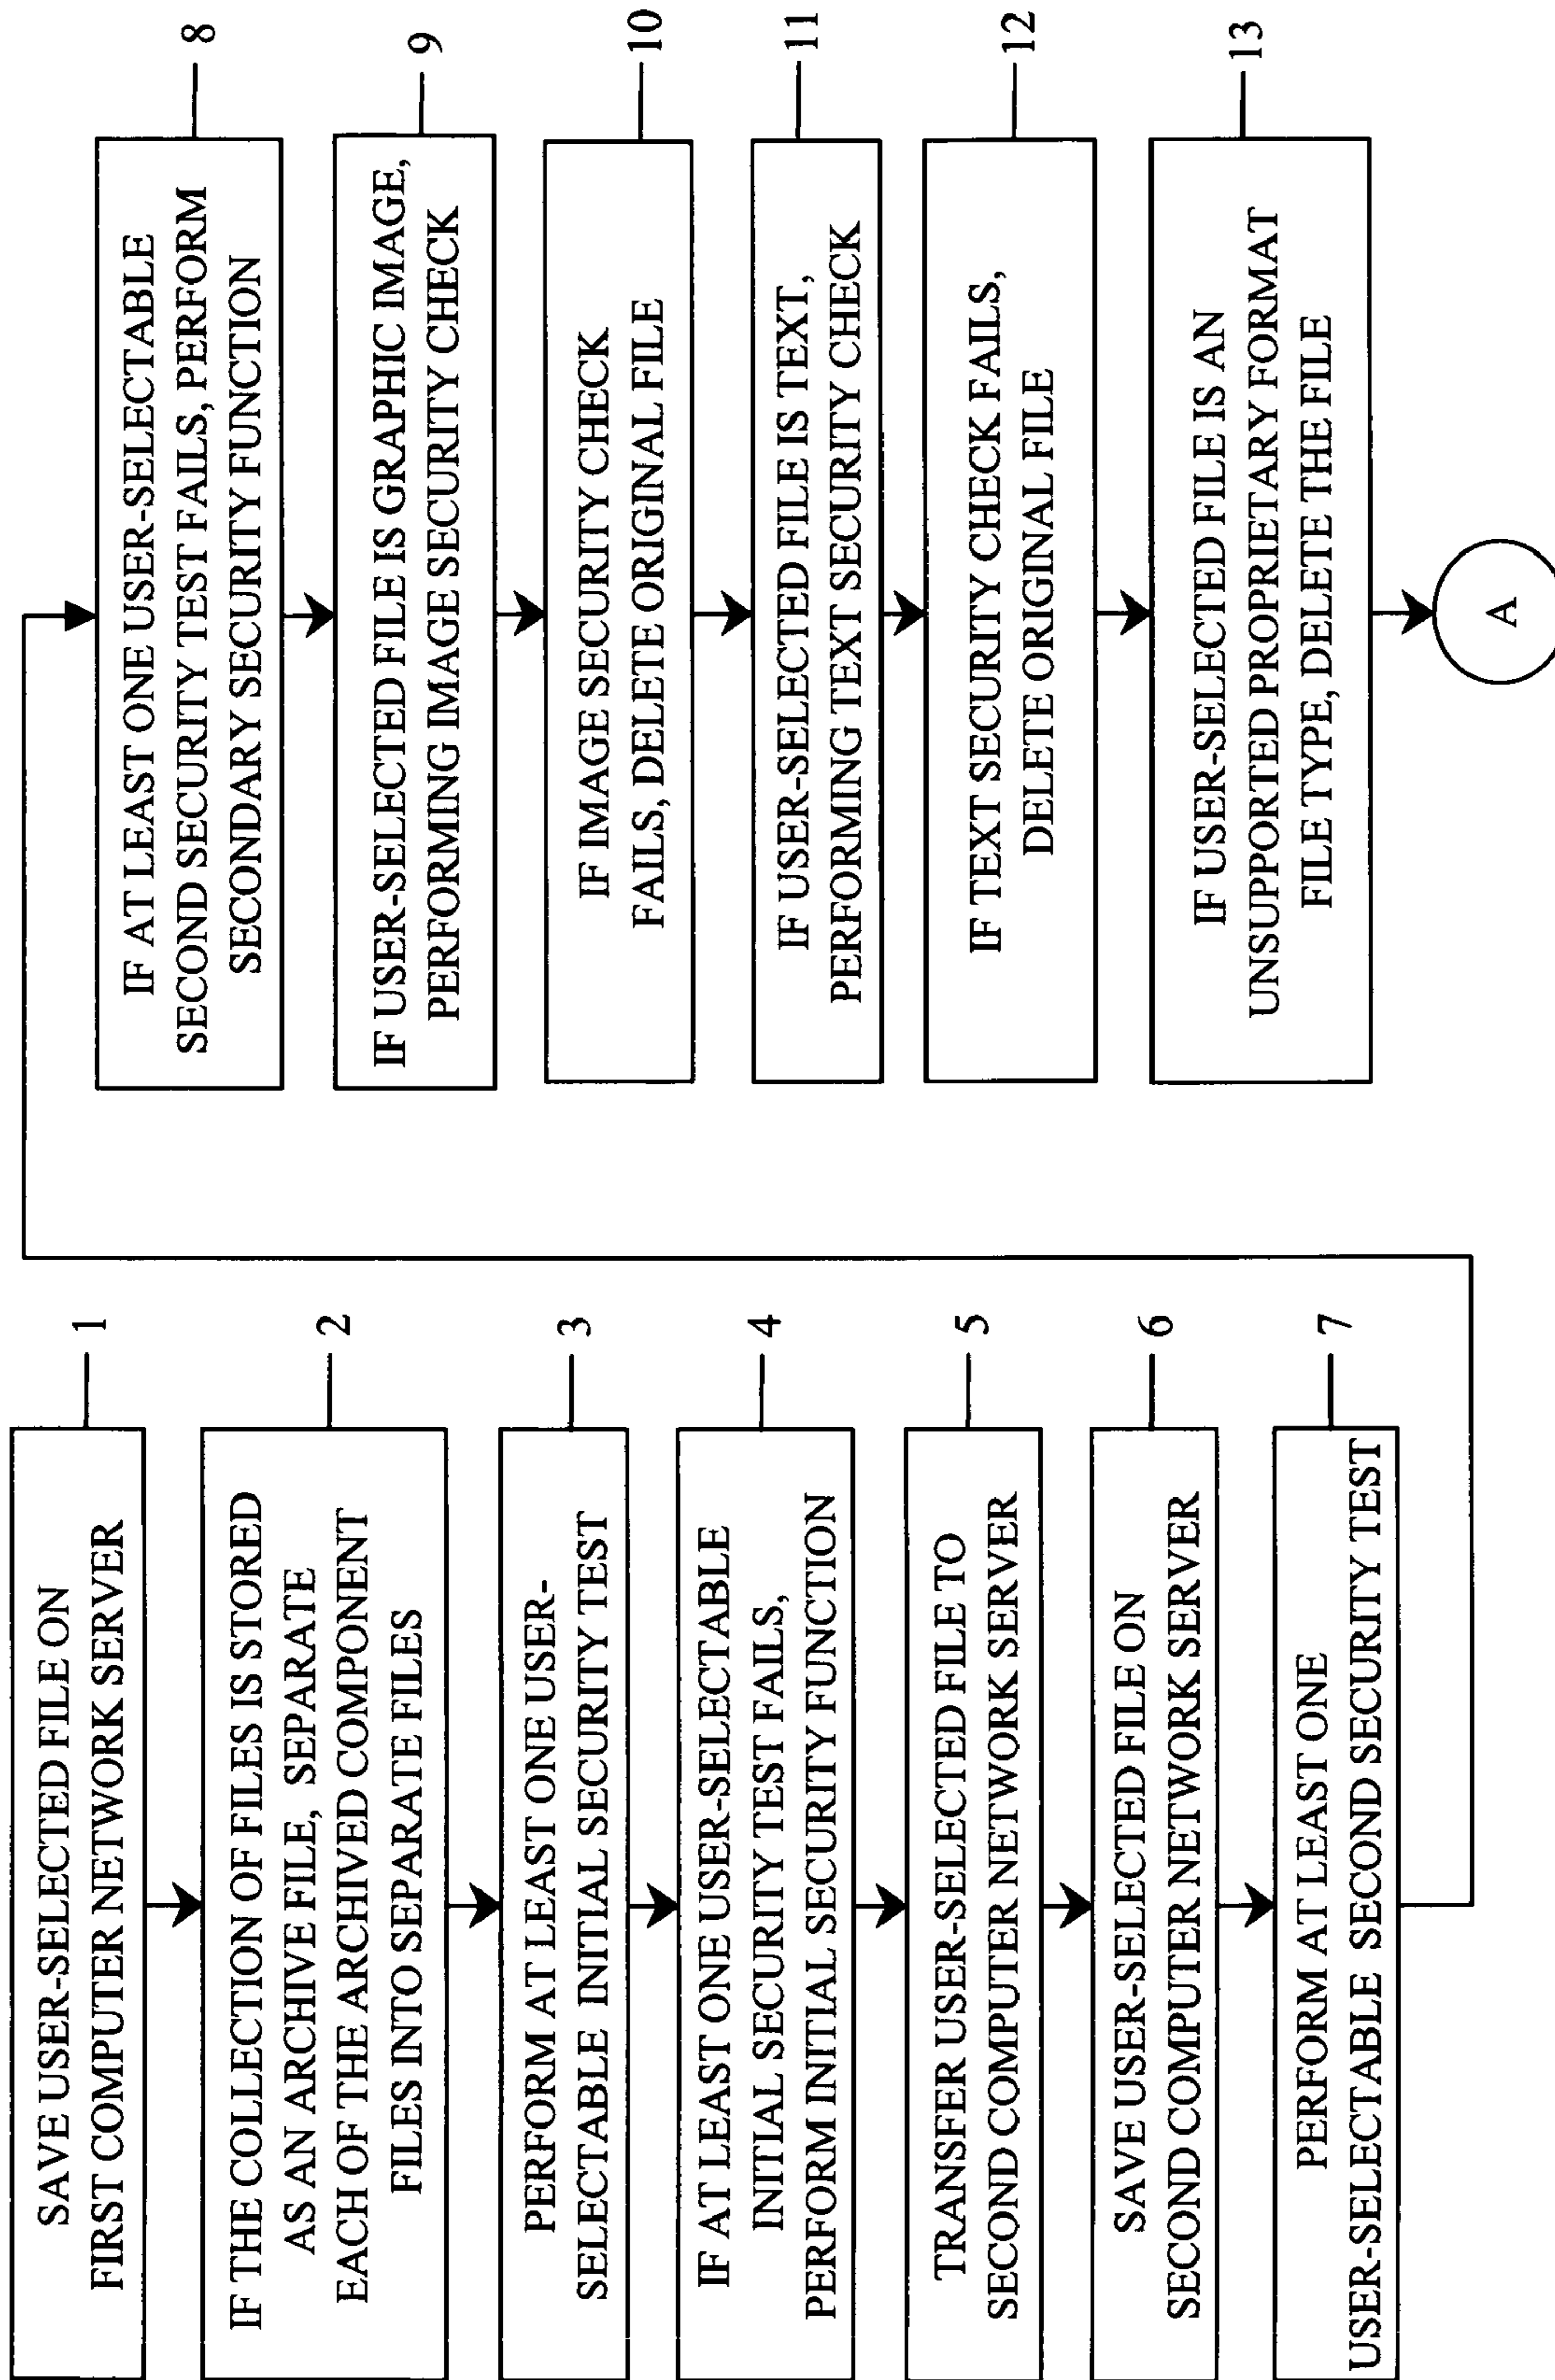 SAVE USER-SELECTED FILE ON
FIRST COMPUTER NETWORK SERVER
1
IF THE COLLECTION OF FILES IS STORED
AS AN ARCHIVE FILE, SEPARATE
EACH OF THE ARCHIVED COMPONENT
FILES INTO SEPARATE FILES
2
PERFORM AT LEAST ONE USER-
SELECTABLE INITIAL SECURITY TEST
3
IF AT LEAST ONE USER-SELECTABLE
INITIAL SECURITY TEST FAILS,
PERFORM INITIAL SECURITY FUNCTION
4
TRANSFER USER-SELECTED FILE TO
SECOND COMPUTER NETWORK SERVER
5
SAVE USER-SELECTED FILE ON
SECOND COMPUTER NETWORK SERVER
6
PERFORM AT LEAST ONE
USER-SELECTABLE SECOND SECURITY TEST
7
IF AT LEAST ONE USER-SELECTABLE
SECOND SECURITY TEST FAILS, PERFORM
SECONDARY SECURITY FUNCTION
8
IF USER-SELECTED FILE IS GRAPHIC IMAGE,
PERFORMING IMAGE SECURITY CHECK
9
IF IMAGE SECURITY CHECK
FAILS, DELETE ORIGINAL FILE
10
IF USER-SELECTED FILE IS TEXT,
PERFORMING TEXT SECURITY CHECK
11
IF TEXT SECURITY CHECK FAILS,
DELETE ORIGINAL FILE
12
IF USER-SELECTED FILE IS AN
UNSUPPORTED PROPRIETARY FORMAT
FILE TYPE, DELETE THE FILE
13
A